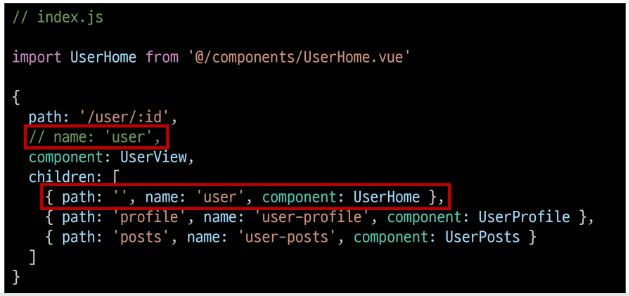 // index.js
import UserHome from '@/components/UserHome.vue'
{
path: '/user/:id',
// name: 'user',
component: UserView,
children: [
{ path: '', name: 'user', component: UserHome },
{ path: 'profile', name: 'user-profile', component: UserProfile },
{ path: 'posts', name: 'user-posts', component: UserPosts }
]
}